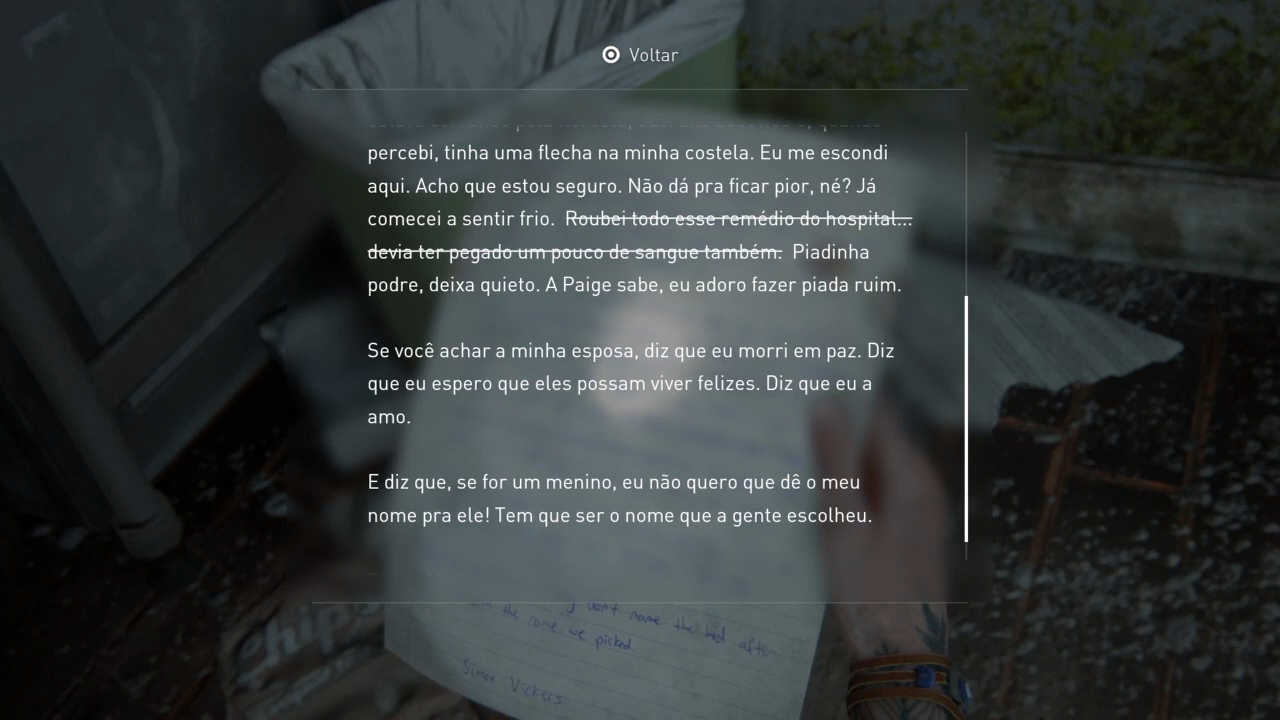 Voltar
percebi, tinha uma flecha na minha costela. Eu me escondi
aqui. Acho que estou seguro. Não dá pra ficar pior, né? Já
comecei a sentir frio. Roubei todo esse remédio do hospital...
devia ter pegado um pouco de sangue também. Piadinha
podre, deixa quieto. A Paige sabe, eu adoro fazer piada ruim.
Se você achar a minha esposa, diz que eu morri em paz. Diz
que eu espero que eles possam viver felizes. Diz que eu a
amo.
E diz que, se for um menino, eu não quero que dê o meu
nome pra ele! Tem que ser o nome que a gente escolheu.
don't name the kid after
the name we picked
Simon Vickers
chips